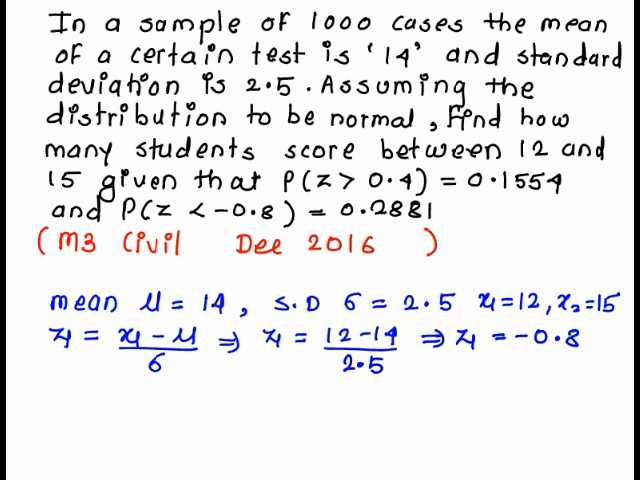 In a sample of 1000 cases the mean
of a certain test is '14' and standard
deviation is 2.5. Assuming the
distribution to be normal, Find how
many students score between 12 and
15 given that P(z > 0.4) = 0.1554
and P(z < -0.8) = 0.2881
(M3 Civil Dec 2016)
mean μ = 14, S.D σ = 2.5 x₁=12, x₂=15
z₁ = (x₁ - μ)/σ ⇒ z₁ = (12-14)/2.5 ⇒ z₁ = -0.8